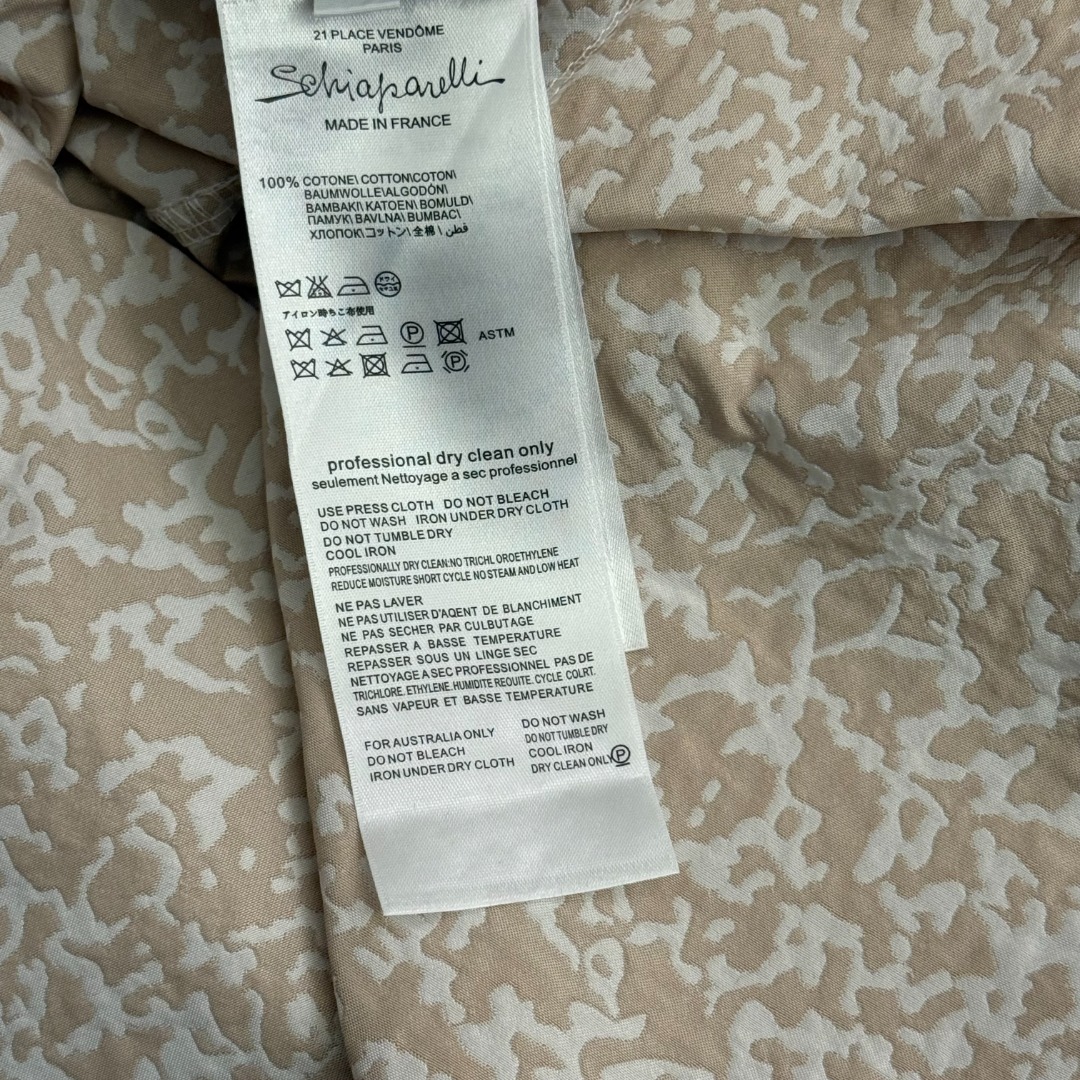 21 PLACE VENDÔME
PARIS
Schiaparelli
MADE IN FRANCE
100% COTONE\ COTTON\COTON\
BAUMWOLLE\ALGODÓN\
BAMBAKI\ KATOEN\ BOMULD\
ПАМУК\ BAVLNA\ BUMBAC\
ХЛОПОК\コットン\ 全棉 \ قطن
アイロン時ちこ布使用
P ASTM
P
professional dry clean only
seulement Nettoyage a sec professionnel
USE PRESS CLOTH DO NOT BLEACH
DO NOT WASH IRON UNDER DRY CLOTH
DO NOT TUMBLE DRY
COOL IRON
PROFESSIONALLY DRY CLEAN:NO TRICHL OROETHYLENE
REDUCE MOISTURE SHORT CYCLE NO STEAM AND LOW HEAT
NE PAS LAVER
NE PAS UTILISER D'AQENT DE BLANCHIMENT
NE PAS SECHER PAR CULBUTAGE
REPASSER A BASSE TEMPERATURE
REPASSER SOUS UN LINGE SEC
NETTOYAGE A SEC PROFESSIONNEL PAS DE
TRICHLORE. ETHYLENE. HUMIDITE REOUITE. CYCLE COLRT.
SANS VAPEUR ET BASSE TEMPERATURE
FOR AUSTRALIA ONLY
DO NOT BLEACH
IRON UNDER DRY CLOTH
DO NOT WASH
DO NOT TUMBLE DRY
COOL IRON
DRY CLEAN ONLY P